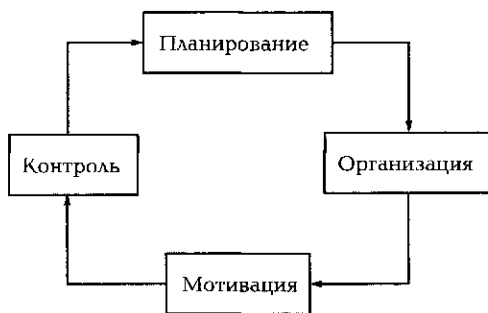 Планирование
Контроль
Организация
Мотивация